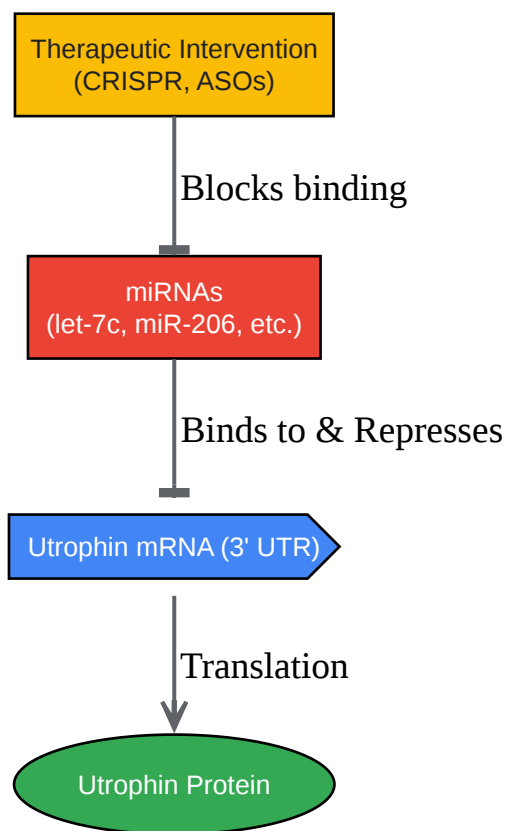 Therapeutic Intervention
(CRISPR, ASOs)
Blocks binding
miRNAs
(let-7c, miR-206, etc.)
Binds to & Represses
Utrophin mRNA (3' UTR)
Translation
Utrophin Protein